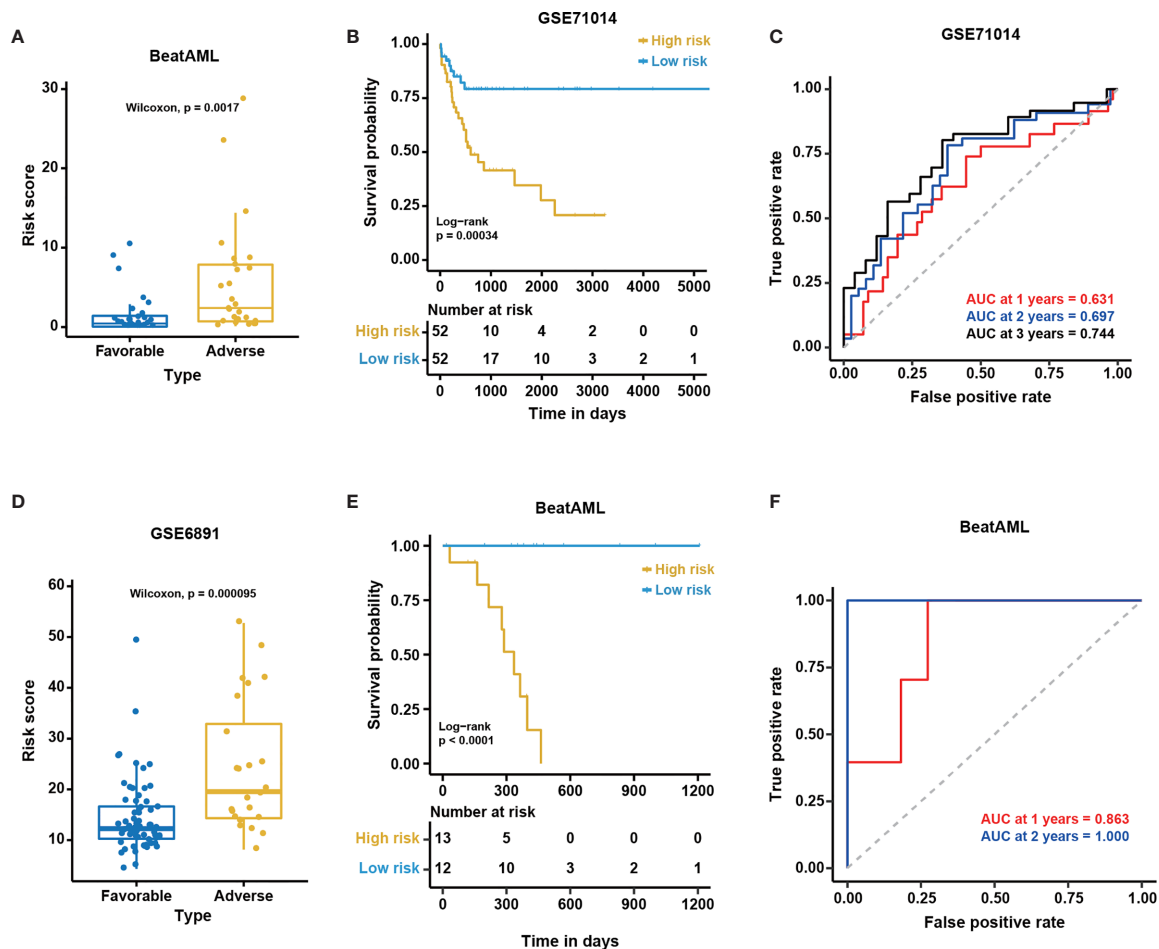 A
BeatAML
Wilcoxon, p = 0.0017
Risk score
30
20
10
0
Favorable
Adverse
Type
B
GSE71014
High risk
Low risk
Survival probability
1.00
0.75
0.50
0.25
0.00
Log-rank
p = 0.00034
0 1000 2000 3000 4000 5000
Number at risk
High risk 52 10 4 2 0 0
Low risk 52 17 10 3 2 1
0 1000 2000 3000 4000 5000
Time in days
C
GSE71014
True positive rate
1.00
0.75
0.50
0.25
0.00
AUC at 1 years = 0.631
AUC at 2 years = 0.697
AUC at 3 years = 0.744
0.00 0.25 0.50 0.75 1.00
False positive rate
D
GSE6891
Wilcoxon, p = 0.000095
Risk score
60
50
40
30
20
10
Favorable
Adverse
Type
E
BeatAML
High risk
Low risk
Survival probability
1.00
0.75
0.50
0.25
0.00
Log-rank
p < 0.0001
0 300 600 900 1200
Number at risk
High risk 13 5 0 0 0
Low risk 12 10 3 2 1
0 300 600 900 1200
Time in days
F
BeatAML
True positive rate
1.00
0.75
0.50
0.25
0.00
AUC at 1 years = 0.863
AUC at 2 years = 1.000
0.00 0.25 0.50 0.75 1.00
False positive rate